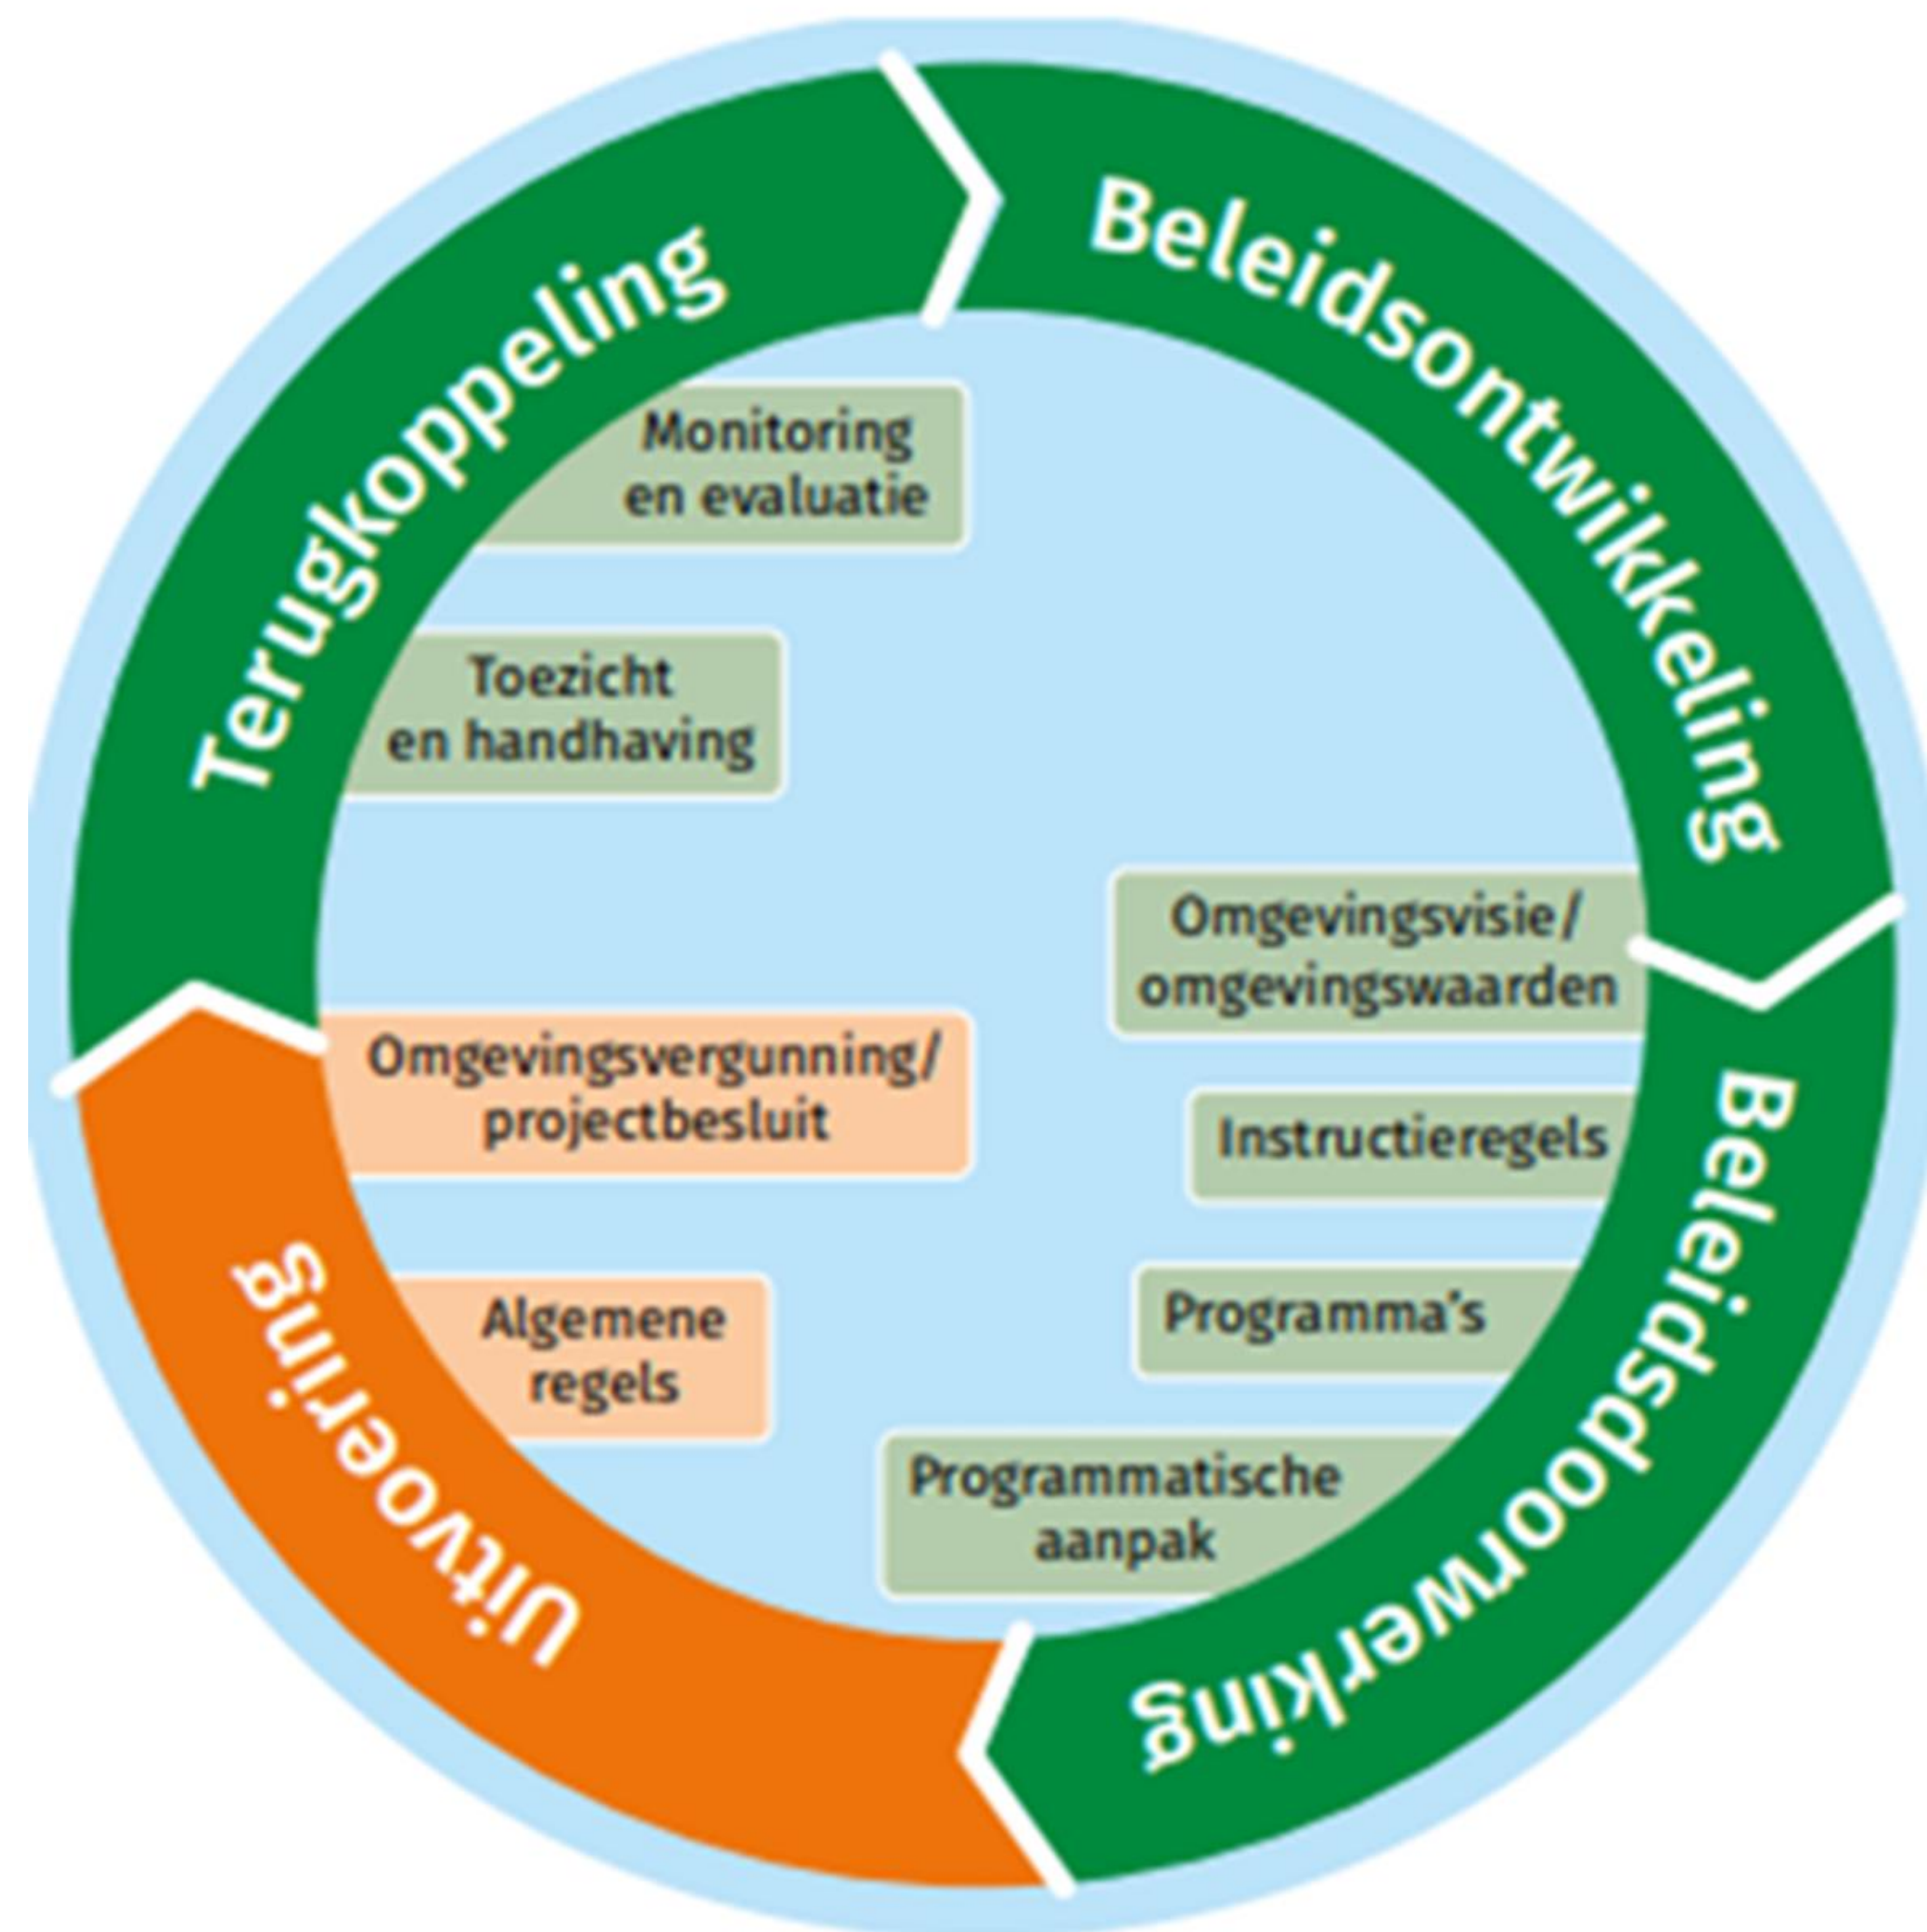 Beleidsontwikkeling
Omgevingsvisie/
omgevingswaarden
Beleidsdoorwerking
Instructieregels
Programma's
Programmatische
aanpak
Uitvoering
Algemene
regels
Omgevingsvergunning/
projectbesluit
Terugkoppeling
Toezicht
en handhaving
Monitoring
en evaluatie